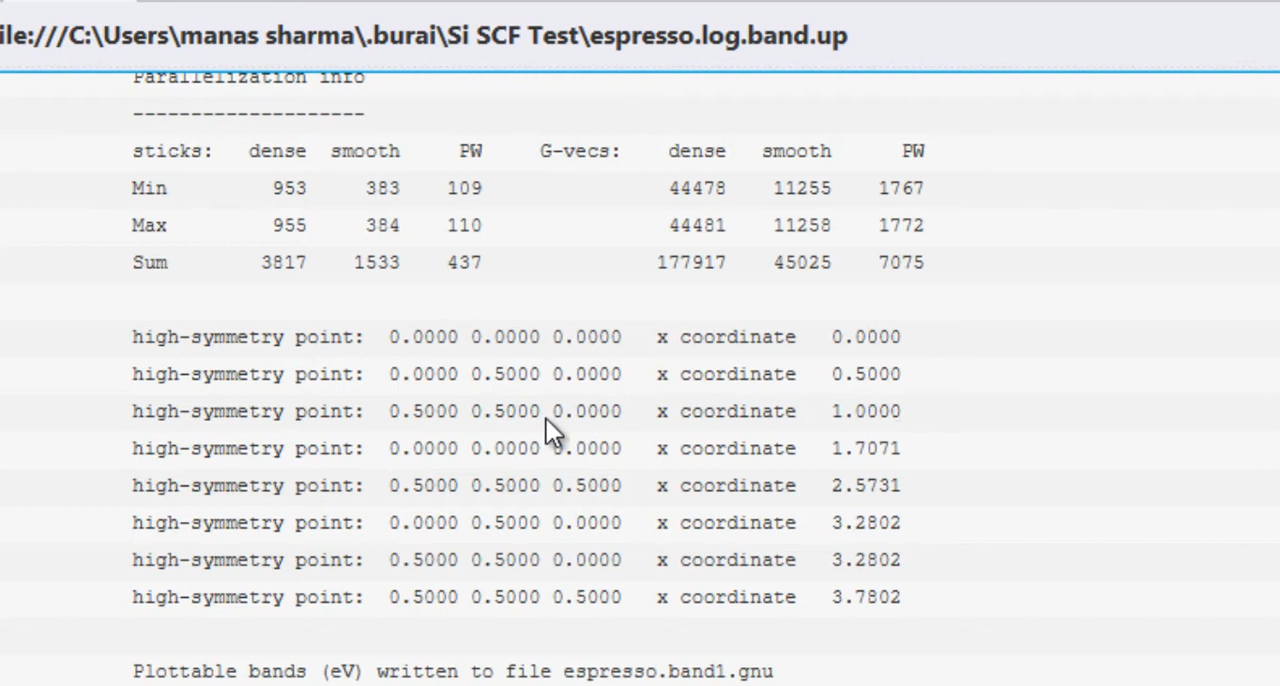 ile:///C:\Users\manas sharma\.burai\Si SCF Test\espresso.log.band.up
Parallelization info
--------------------
sticks: dense smooth PW G-vecs: dense smooth PW
Min 953 383 109 44478 11255 1767
Max 955 384 110 44481 11258 1772
Sum 3817 1533 437 177917 45025 7075
high-symmetry point: 0.0000 0.0000 0.0000 x coordinate 0.0000
high-symmetry point: 0.0000 0.5000 0.0000 x coordinate 0.5000
high-symmetry point: 0.5000 0.5000 0.0000 x coordinate 1.0000
high-symmetry point: 0.0000 0.0000 0.0000 x coordinate 1.7071
high-symmetry point: 0.5000 0.5000 0.5000 x coordinate 2.5731
high-symmetry point: 0.0000 0.5000 0.0000 x coordinate 3.2802
high-symmetry point: 0.5000 0.5000 0.0000 x coordinate 3.2802
high-symmetry point: 0.5000 0.5000 0.5000 x coordinate 3.7802
Plottable bands (eV) written to file espresso.band1.gnu